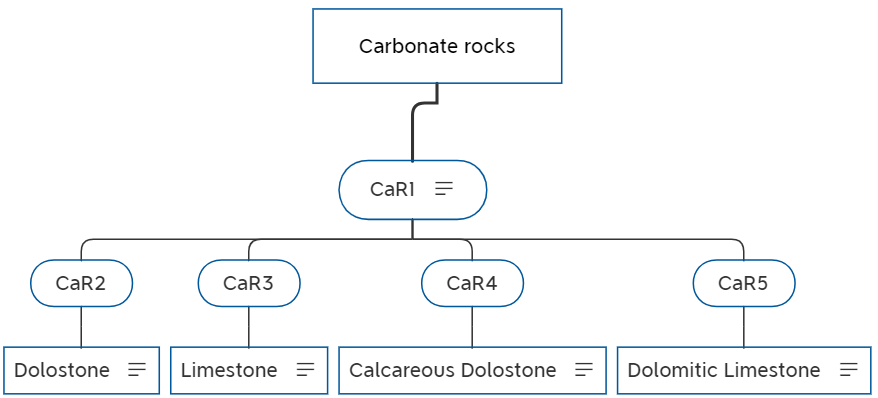 Carbonate rocks
CaR1
CaR2
CaR3
CaR4
CaR5
Dolostone
Limestone
Calcareous Dolostone
Dolomitic Limestone